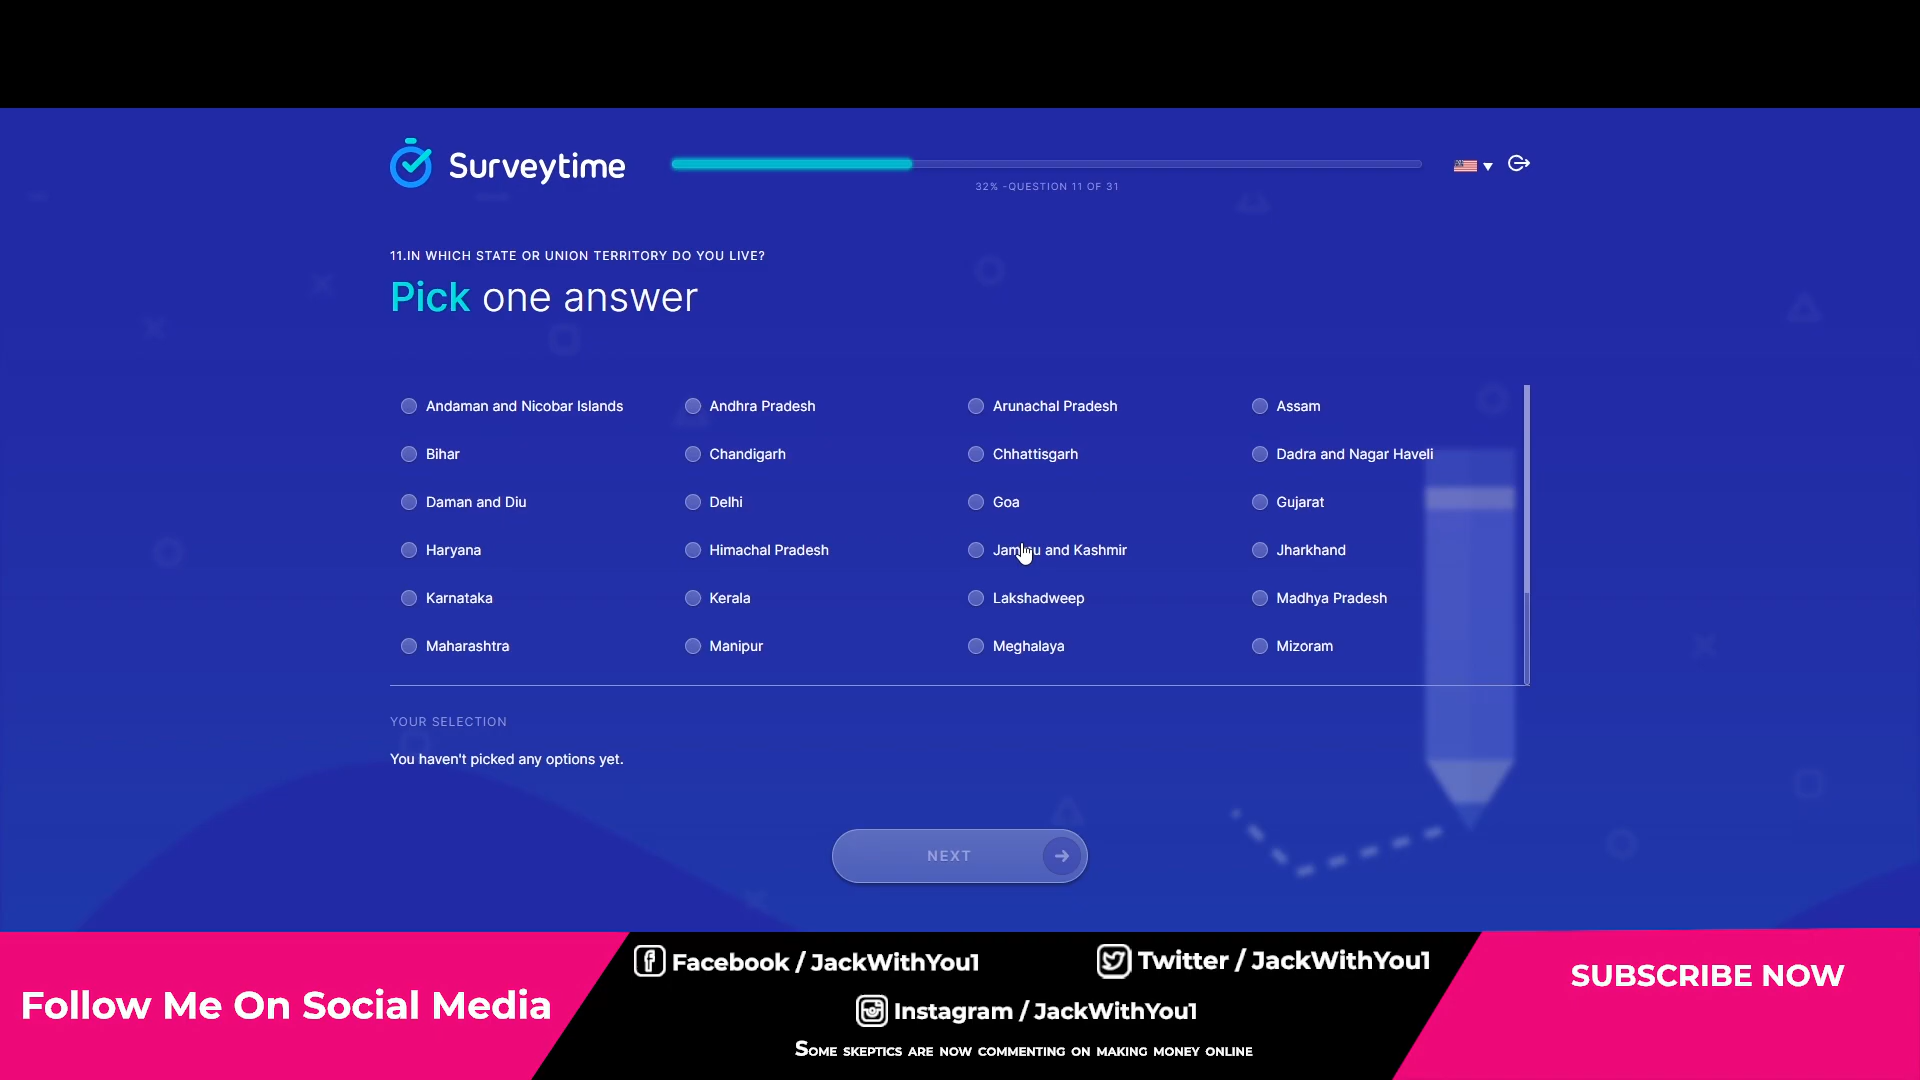 Surveytime
32% -QUESTION 11 OF 31
11.IN WHICH STATE OR UNION TERRITORY DO YOU LIVE?
Pick one answer
Andaman and Nicobar Islands
Andhra Pradesh
Arunachal Pradesh
Assam
Bihar
Chandigarh
Chhattisgarh
Dadra and Nagar Haveli
Daman and Diu
Delhi
Goa
Gujarat
Haryana
Himachal Pradesh
Jammu and Kashmir
Jharkhand
Karnataka
Kerala
Lakshadweep
Madhya Pradesh
Maharashtra
Manipur
Meghalaya
Mizoram
YOUR SELECTION
You haven't picked any options yet.
NEXT
Follow Me On Social Media
Facebook / JackWithYou1
Twitter / JackWithYou1
Instagram / JackWithYou1
SOME SKEPTICS ARE NOW COMMENTING ON MAKING MONEY ONLINE
SUBSCRIBE NOW